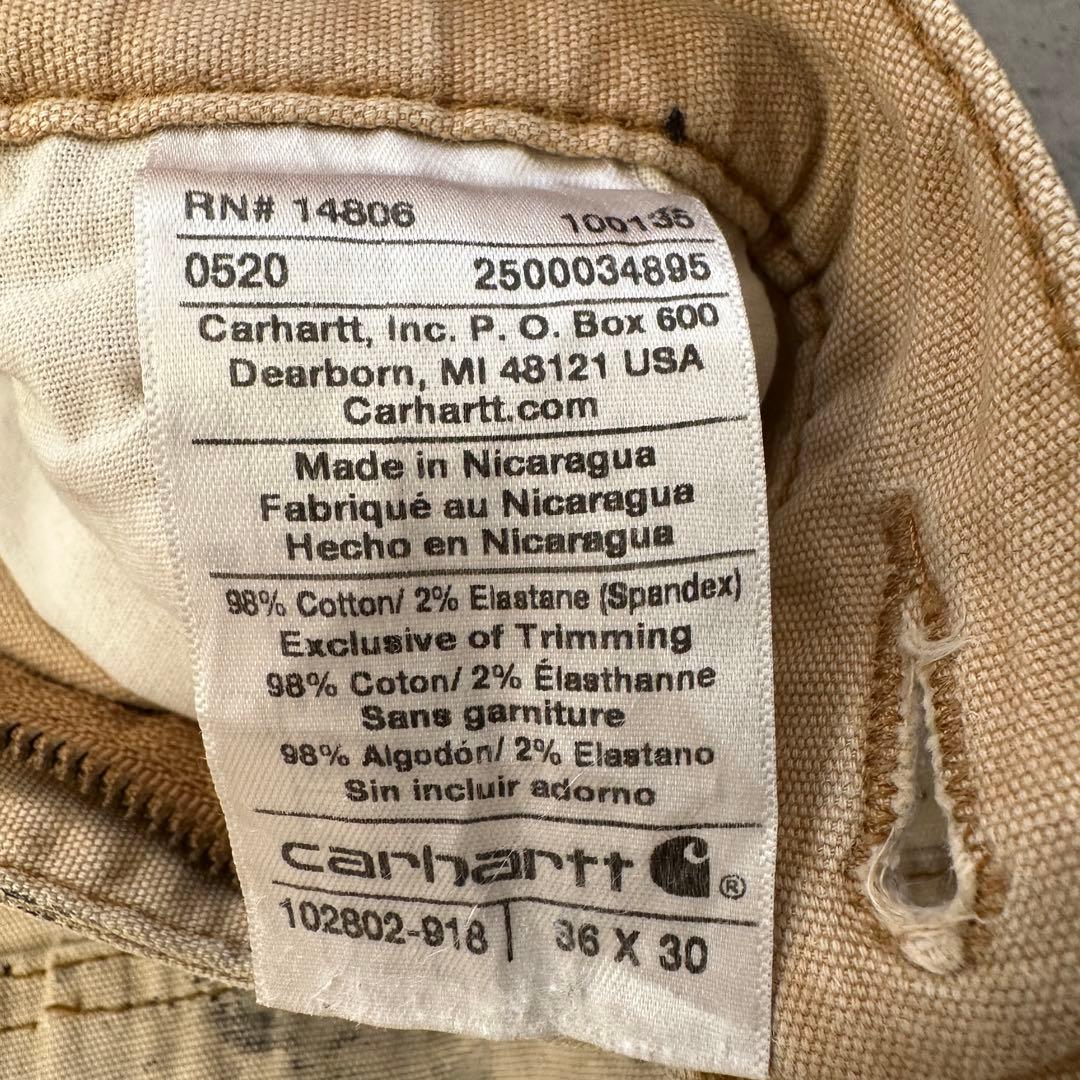 RN# 14806 100135
0520 2500034895
Carhartt, Inc. P. O. Box 600
Dearborn, MI 48121 USA
Carhartt.com
Made in Nicaragua
Fabriqué au Nicaragua
Hecho en Nicaragua
98% Cotton/ 2% Elastane (Spandex)
Exclusive of Trimming
98% Coton/ 2% Élasthanne
Sans garniture
98% Algodón/ 2% Elastano
Sin incluir adorno
carhartt ®
102802-918 | 36 X 30